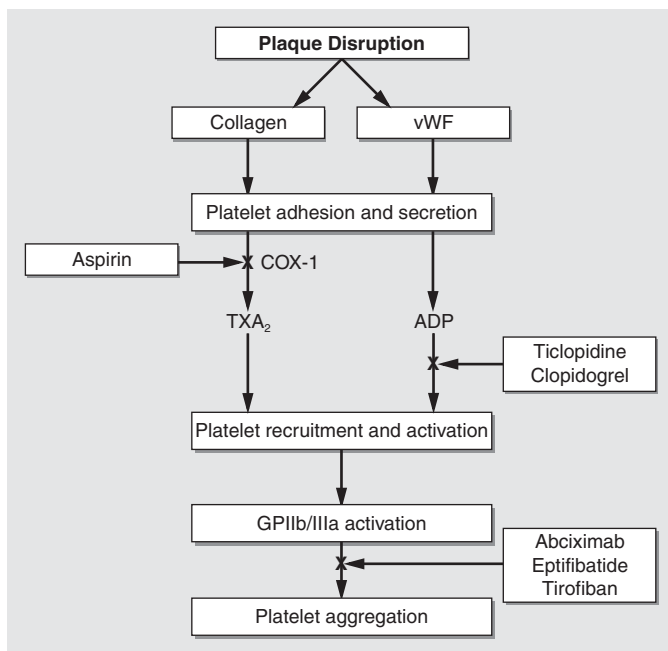 Plaque Disruption
Collagen
vWF
Platelet adhesion and secretion
Aspirin
COX-1
TXA₂
ADP
Ticlopidine
Clopidogrel
Platelet recruitment and activation
GPIIb/IIIa activation
Abciximab
Eptifibatide
Tirofiban
Platelet aggregation